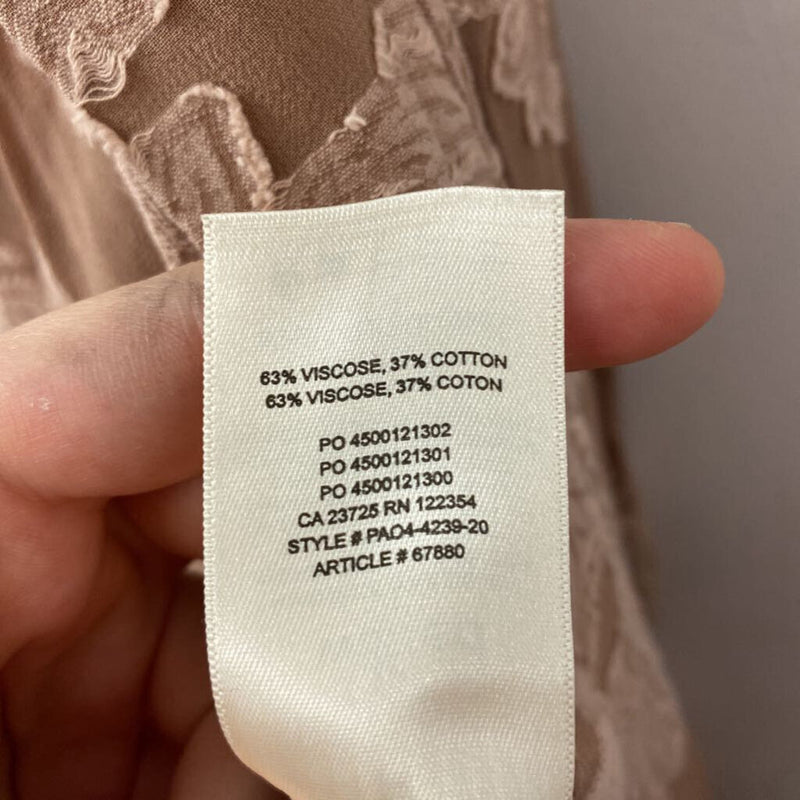 63% VISCOSE, 37% COTTON
63% VISCOSE, 37% COTON
PO 4500121302
PO 4500121301
PO 4500121300
CA 23725 RN 122354
STYLE # PAO4-4239-20
ARTICLE # 67880